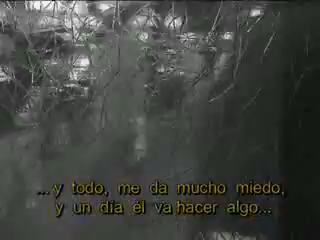 ...y todo, me da mucho miedo,
y un día él va hacer algo...